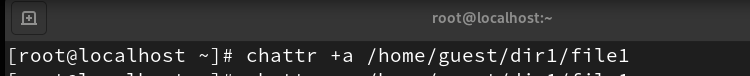 root@localhost:~
[root@localhost ~]# chattr +a /home/guest/dir1/file1